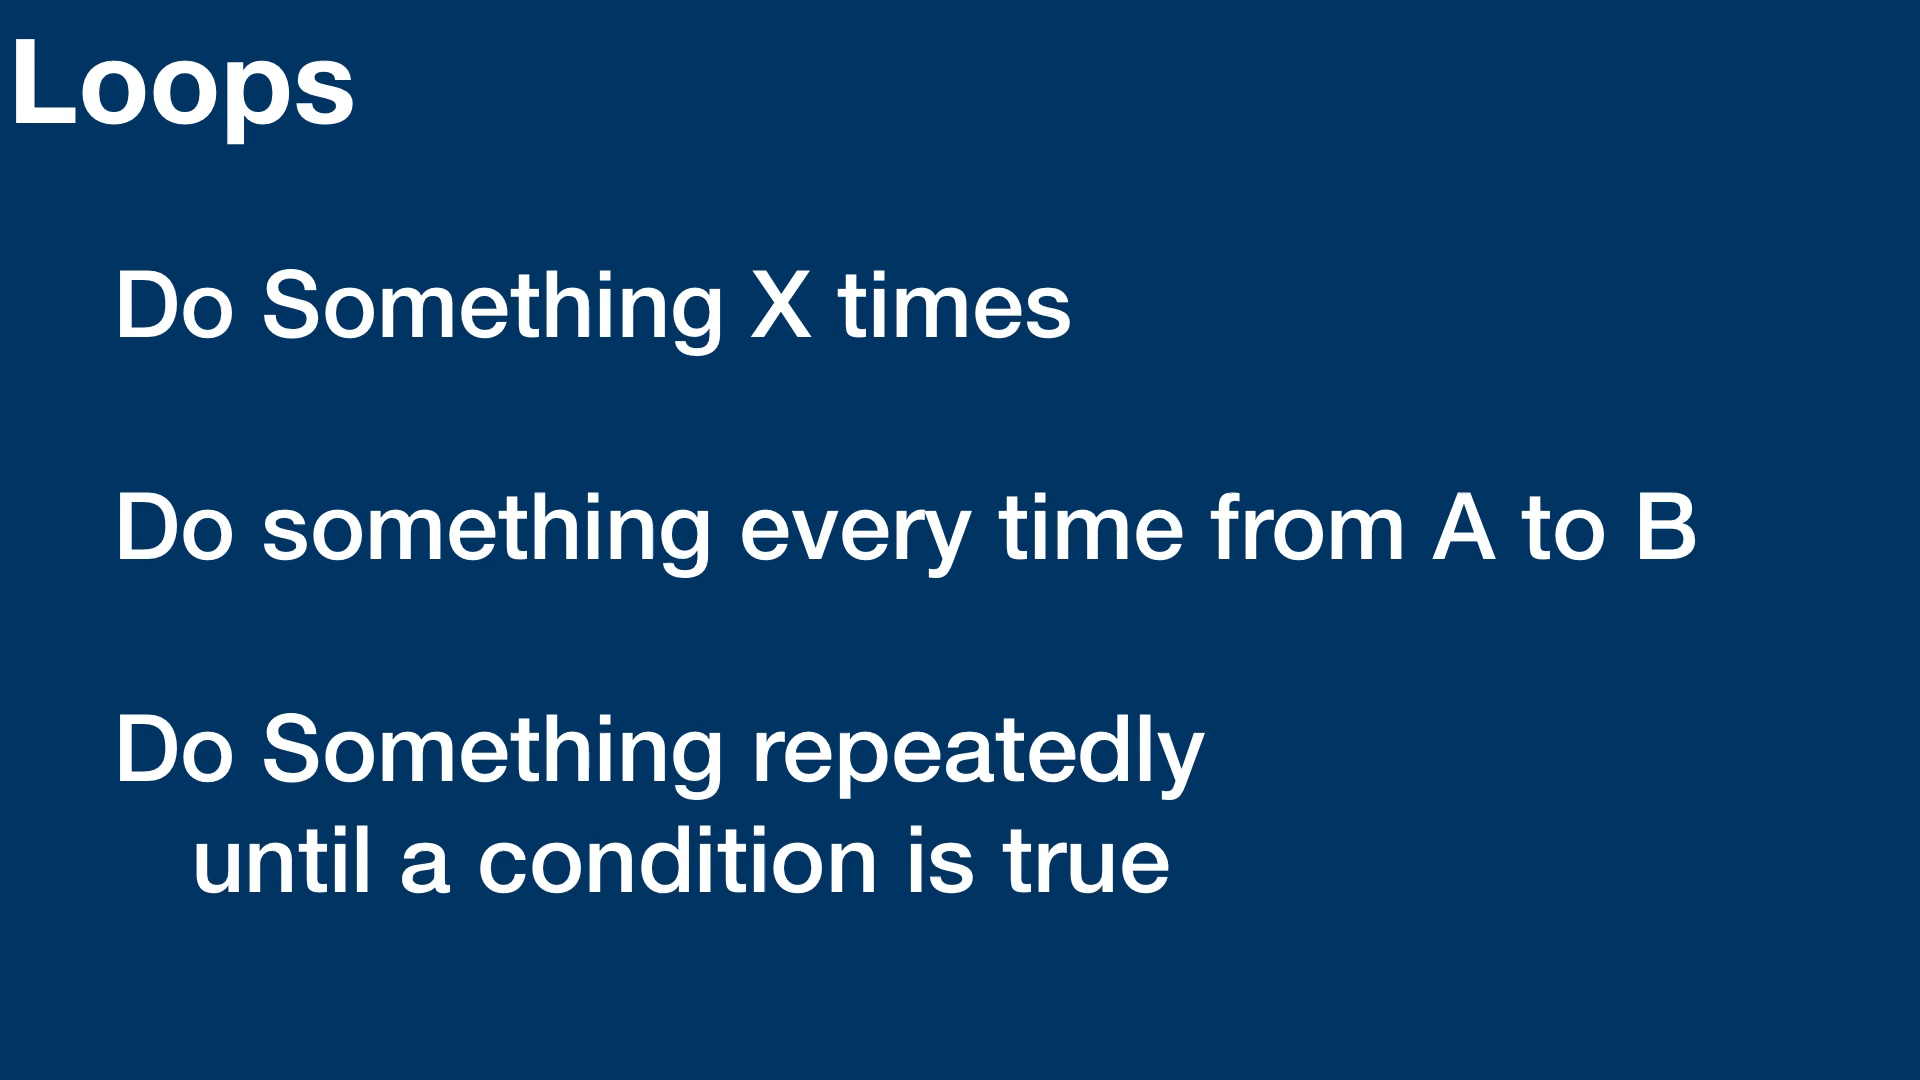 Loops
Do Something X times
Do something every time from A to B
Do Something repeatedly
until a condition is true